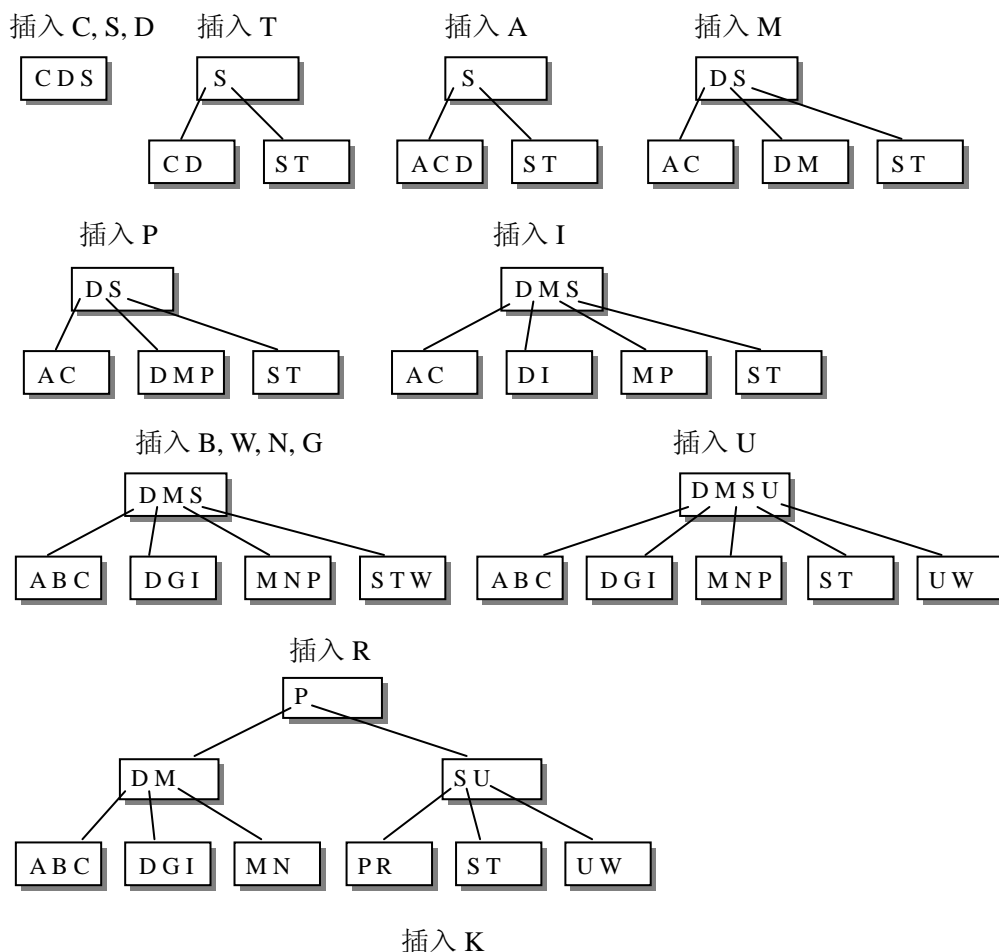 插入 C, S, D 插入 T 插入 A 插入 M
C D S S S D S
C D S T A C D S T A C D M S T
插入 P 插入 I
D S D M S
A C D M P S T A C D I M P S T
插入 B, W, N, G 插入 U
D M S D M S U
A B C D G I M N P S T W A B C D G I M N P S T U W
插入 R
P
D M S U
A B C D G I M N P R S T U W
插入 K